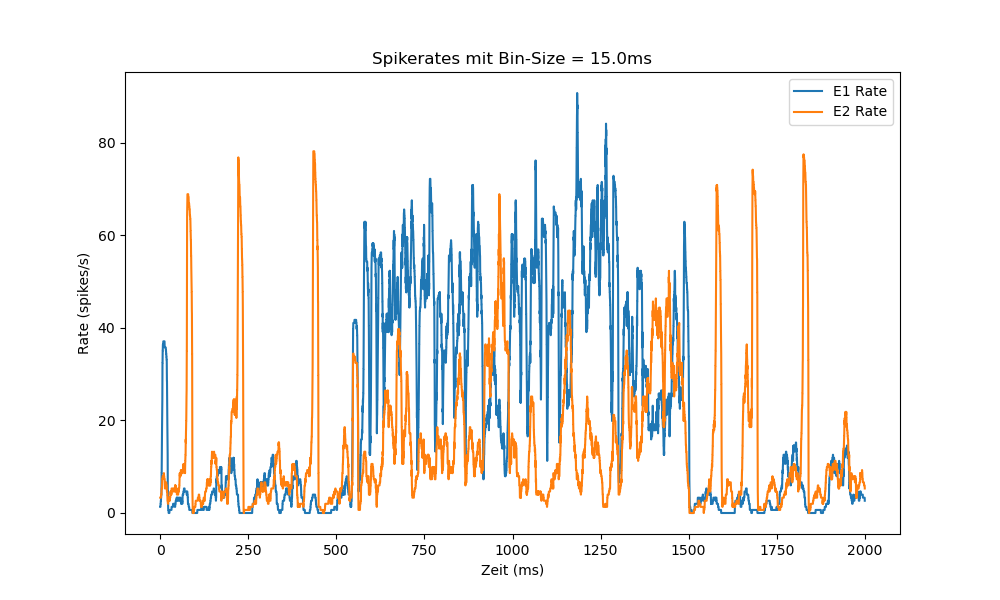 Spikerates mit Bin-Size = 15.0ms
E1 Rate
E2 Rate
80
60
40
20
0
Rate (spikes/s)
0 250 500 750 1000 1250 1500 1750 2000
Zeit (ms)